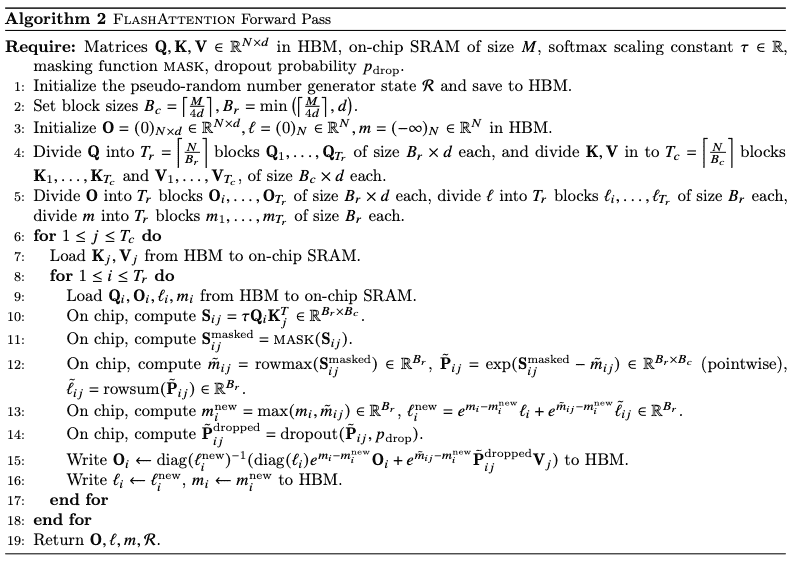 Algorithm 2 FLASHATTENTION Forward Pass
Require: Matrices Q, K, V ∈ ℝ^{N×d} in HBM, on-chip SRAM of size M, softmax scaling constant τ ∈ ℝ,
masking function MASK, dropout probability p_drop.
1: Initialize the pseudo-random number generator state R and save to HBM.
2: Set block sizes B_c = ⌈M/4d⌉, B_r = min(⌈M/4d⌉, d).
3: Initialize O = (0)_{N×d} ∈ ℝ^{N×d}, ℓ = (0)_N ∈ ℝ^N, m = (−∞)_N ∈ ℝ^N in HBM.
4: Divide Q into T_r = ⌈N/B_r⌉ blocks Q_1, . . . , Q_{T_r} of size B_r × d each, and divide K, V in to T_c = ⌈N/B_c⌉ blocks
K_1, . . . , K_{T_c} and V_1, . . . , V_{T_c}, of size B_c × d each.
5: Divide O into T_r blocks O_i, . . . , O_{T_r} of size B_r × d each, divide ℓ into T_r blocks ℓ_i, . . . , ℓ_{T_r} of size B_r each,
divide m into T_r blocks m_1, . . . , m_{T_r} of size B_r each.
6: for 1 ≤ j ≤ T_c do
7: Load K_j, V_j from HBM to on-chip SRAM.
8: for 1 ≤ i ≤ T_r do
9: Load Q_i, O_i, ℓ_i, m_i from HBM to on-chip SRAM.
10: On chip, compute S_{ij} = τQ_iK_j^T ∈ ℝ^{B_r×B_c}.
11: On chip, compute S_{ij}^{masked} = MASK(S_{ij}).
12: On chip, compute m̃_{ij} = rowmax(S_{ij}^{masked}) ∈ ℝ^{B_r}, P̃_{ij} = exp(S_{ij}^{masked} − m̃_{ij}) ∈ ℝ^{B_r×B_c} (pointwise),
ℓ̃_{ij} = rowsum(P̃_{ij}) ∈ ℝ^{B_r}.
13: On chip, compute m_i^{new} = max(m_i, m̃_{ij}) ∈ ℝ^{B_r}, ℓ_i^{new} = e^{m_i−m_i^{new}} ℓ_i + e^{m̃_{ij}−m_i^{new}} ℓ̃_{ij} ∈ ℝ^{B_r}.
14: On chip, compute P̃_{ij}^{dropped} = dropout(P̃_{ij}, p_drop).
15: Write O_i ← diag(ℓ_i^{new})^{−1}(diag(ℓ_i)e^{m_i−m_i^{new}} O_i + e^{m̃_{ij}−m_i^{new}} P̃_{ij}^{dropped} V_j) to HBM.
16: Write ℓ_i ← ℓ_i^{new}, m_i ← m_i^{new} to HBM.
17: end for
18: end for
19: Return O, ℓ, m, R.